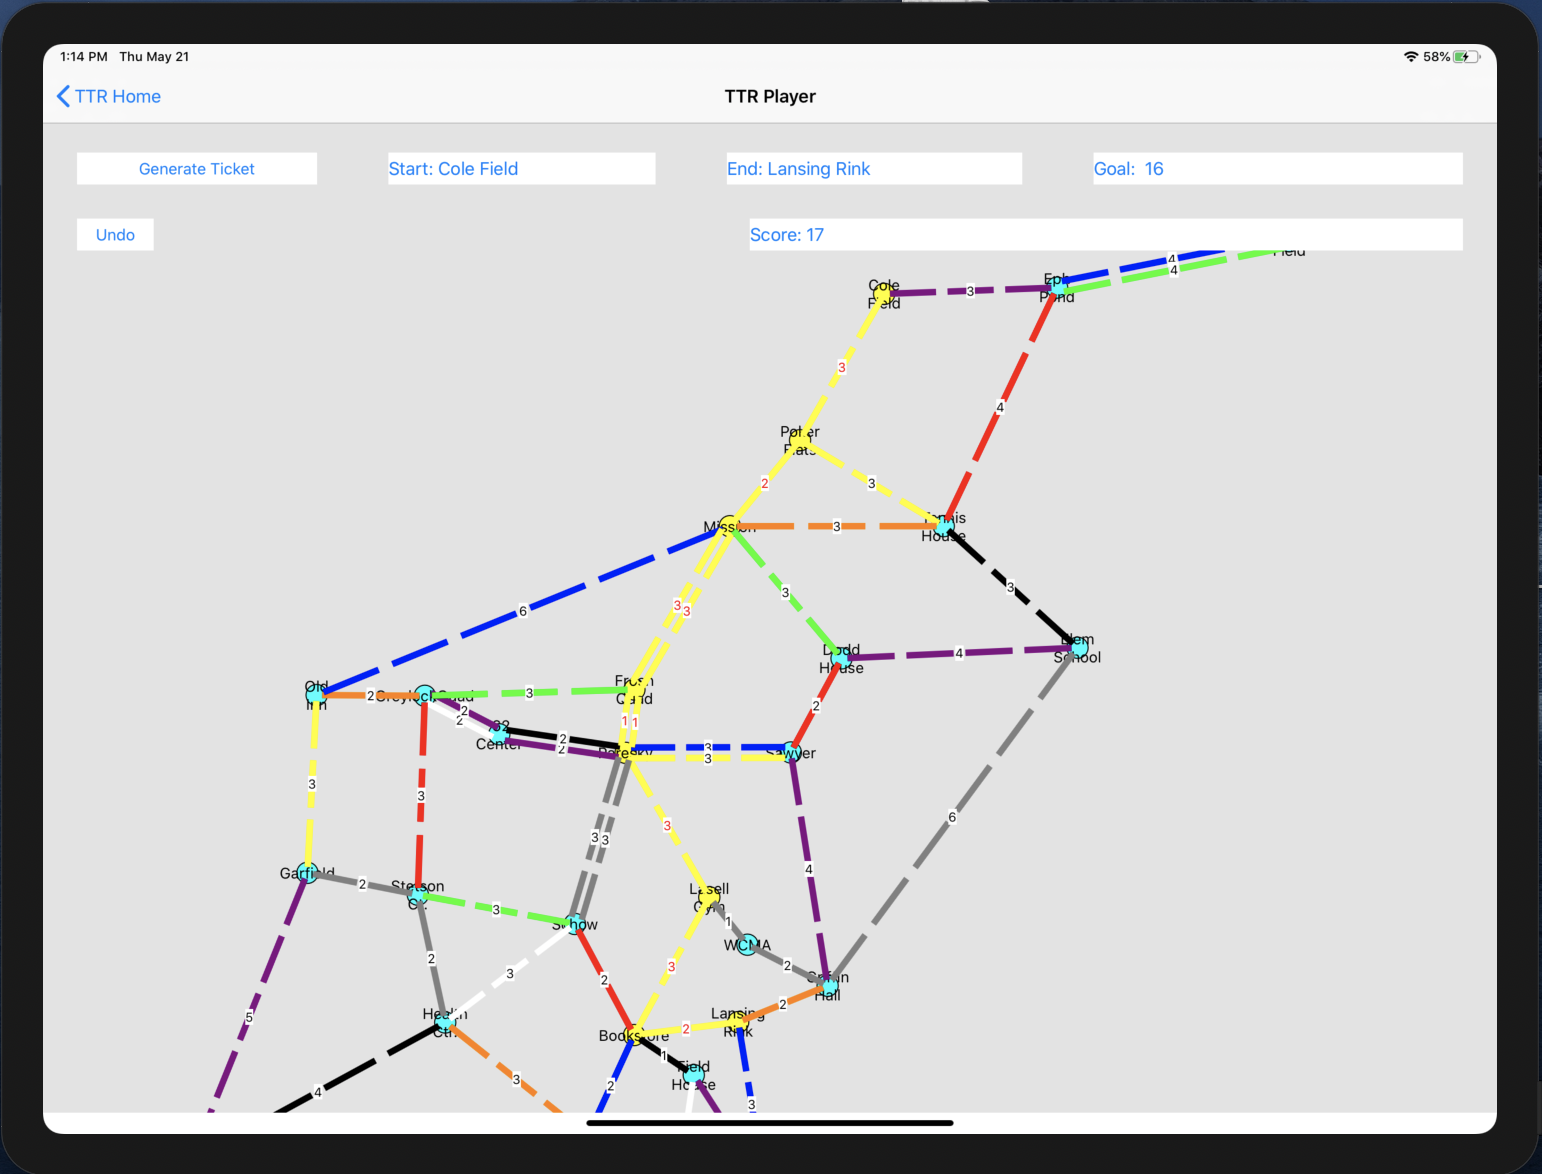 1:14 PM Thu May 21
58%
TTR Home
TTR Player
Generate Ticket
Start: Cole Field
End: Lansing Rink
Goal: 16
Undo
Score: 17
Field
4
4
Cole
Field
3
Eph
Pond
3
4
2
3
Mission
3
Tennis
House
3
3
3
3
6
Dodd
House
4
Elem
School
Old
Inn
2
Greylock Quad
3
Frosh
Quad
2
2
1
1
2
Center
2
2
Paresky
3
3
Sawyer
3
3
3
3
3
3
4
6
Garfield
2
Stetson
Ct.
3
Lasell
Gym
1
Schow
WCMA
2
3
2
3
2
Lansing
Rink
2
Hall
5
Health
Ctr.
Bookstore
2
1
Field
House
4
3
2
3